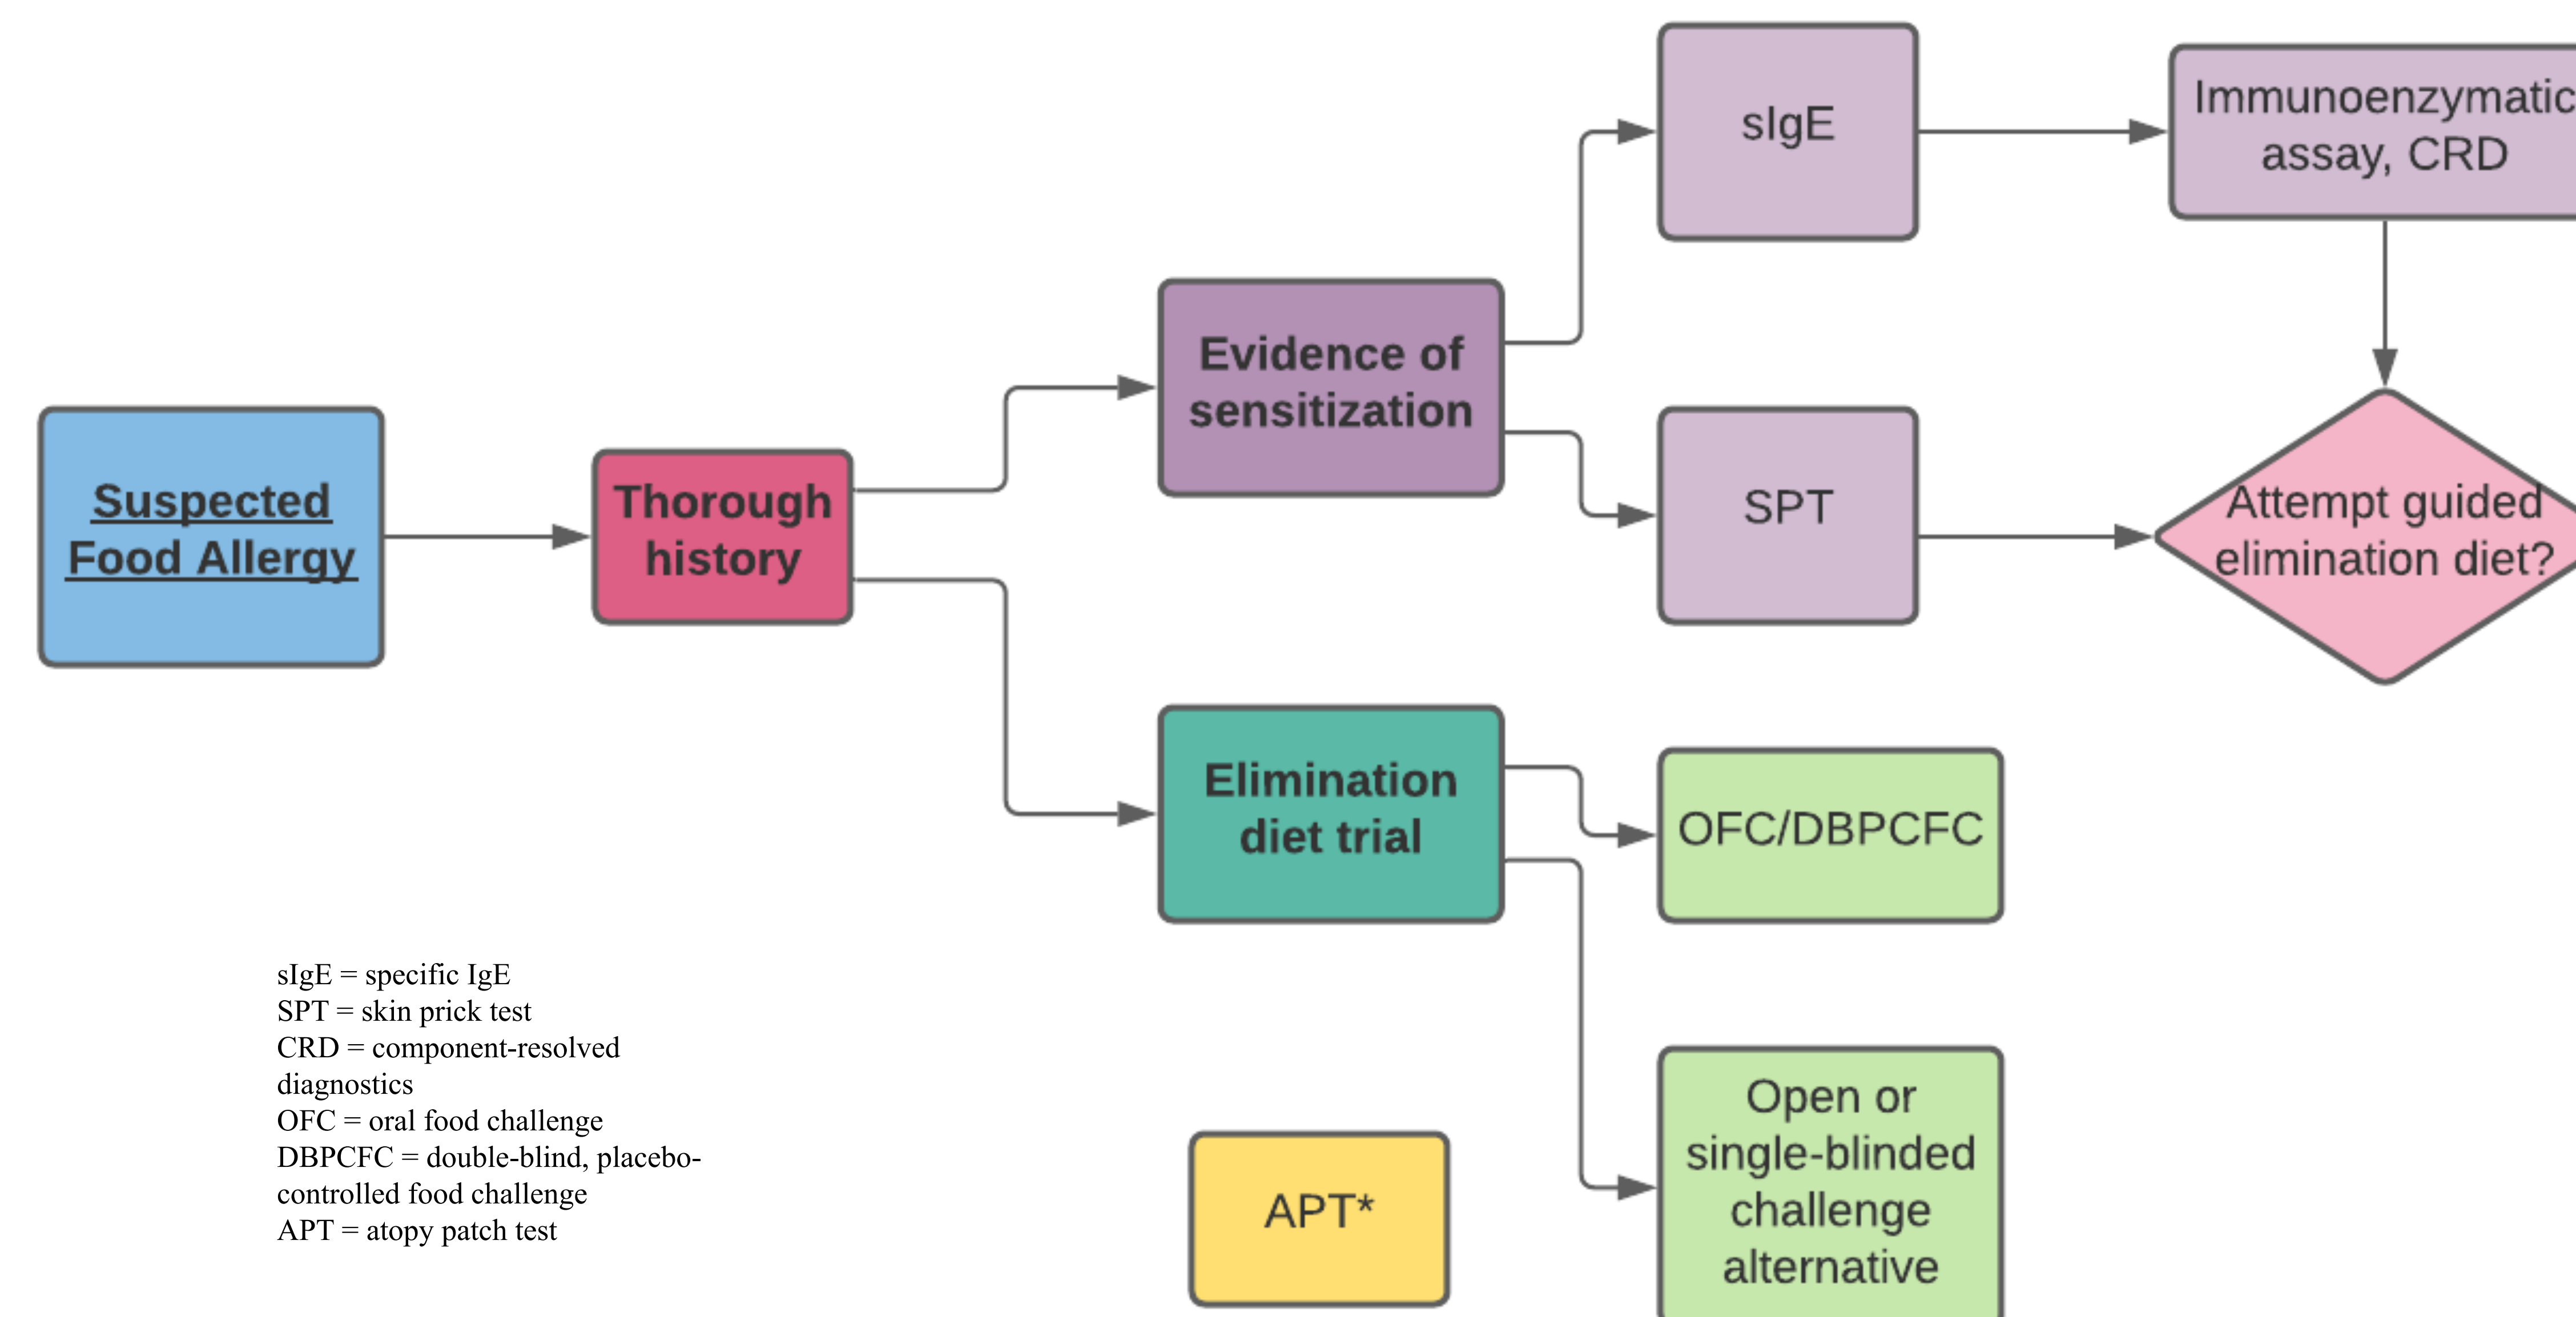 sIgE
Immunoenzymatic
assay, CRD
Evidence of
sensitization
Suspected
Food Allergy
Thorough
history
SPT
Attempt guided
elimination diet?
Elimination
diet trial
OFC/DBPCFC
Open or
single-blinded
challenge
alternative
APT*
sIgE = specific IgE
SPT = skin prick test
CRD = component-resolved
diagnostics
OFC = oral food challenge
DBPCFC = double-blind, placebo-
controlled food challenge
APT = atopy patch test